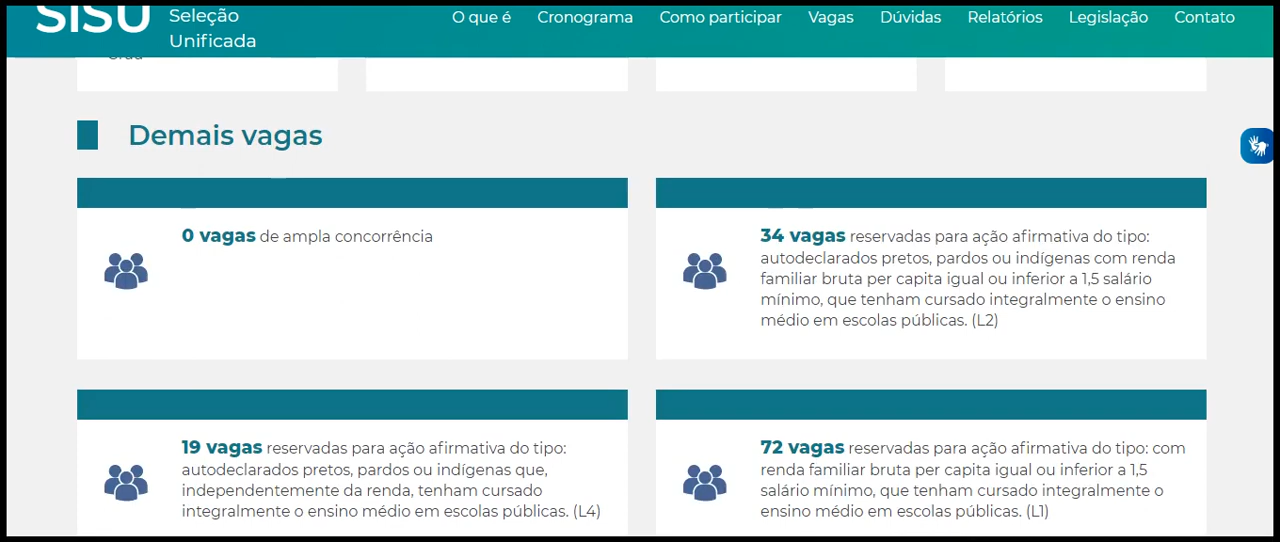 SISU
Seleção
Unificada
O que é
Cronograma
Como participar
Vagas
Dúvidas
Relatórios
Legislação
Contato
Demais vagas
0 vagas de ampla concorrência
34 vagas reservadas para ação afirmativa do tipo:
autodeclarados pretos, pardos ou indígenas com renda
familiar bruta per capita igual ou inferior a 1,5 salário
mínimo, que tenham cursado integralmente o ensino
médio em escolas públicas. (L2)
19 vagas reservadas para ação afirmativa do tipo:
autodeclarados pretos, pardos ou indígenas que,
independentemente da renda, tenham cursado
integralmente o ensino médio em escolas públicas. (L4)
72 vagas reservadas para ação afirmativa do tipo: com
renda familiar bruta per capita igual ou inferior a 1,5
salário mínimo, que tenham cursado integralmente o
ensino médio em escolas públicas. (L1)